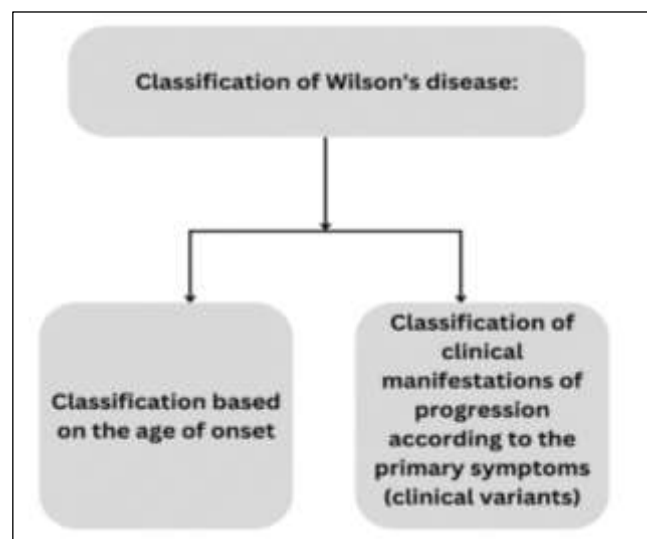 Classification of Wilson's disease:
Classification based
on the age of onset
Classification of
clinical
manifestations of
progression
according to the
primary symptoms
(clinical variants)